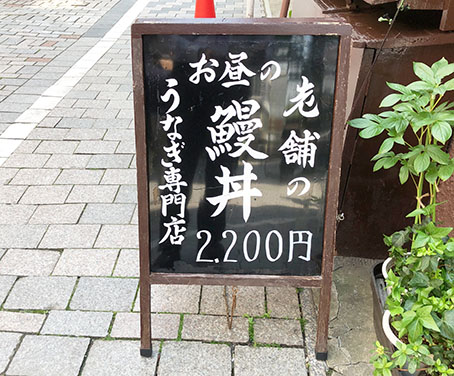 老舗の
お昼の
鰻丼
うなぎ専門店
2.200円